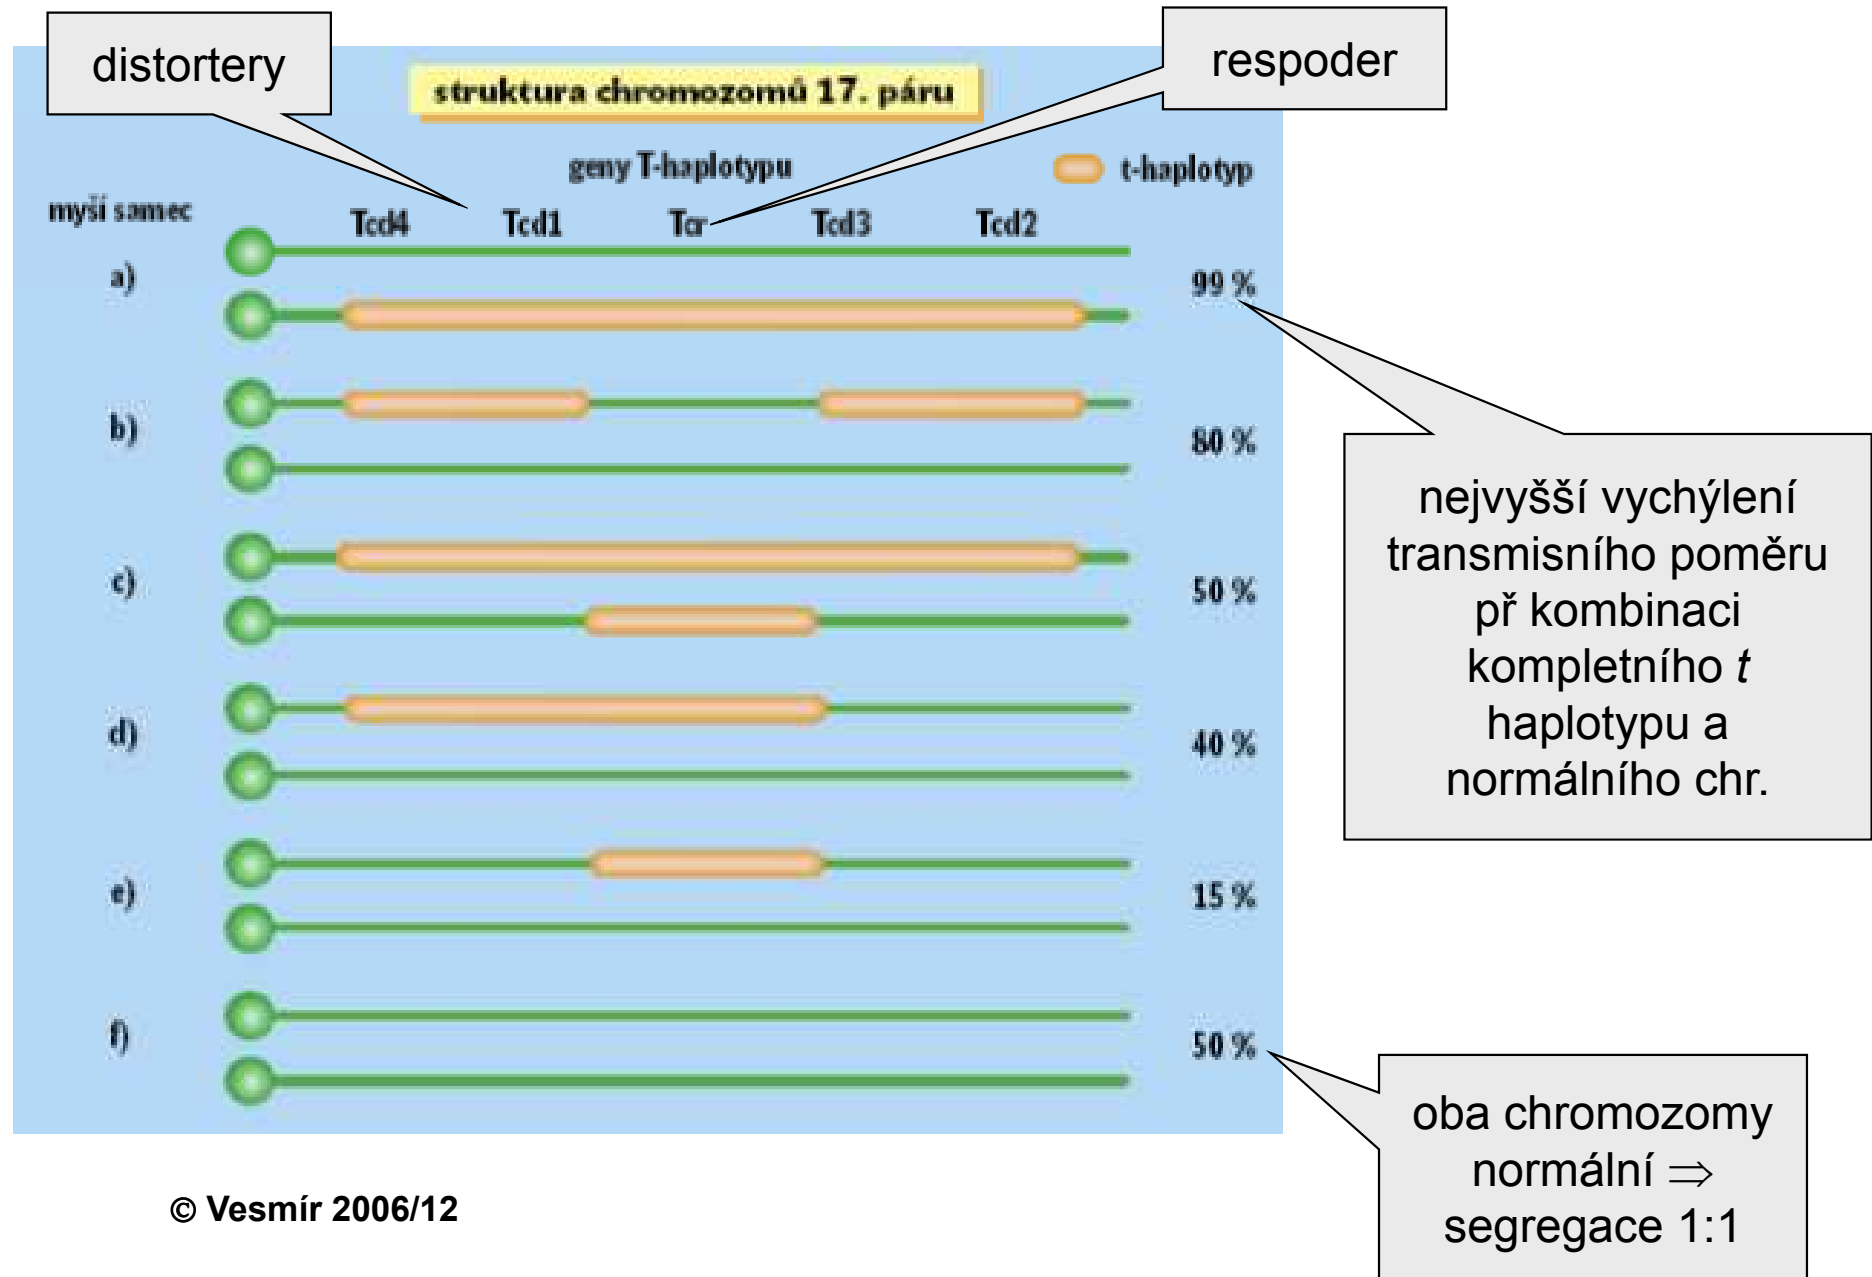 distortery
respoder
struktura chromozomů 17. páru
geny T-haplotypu
t-haplotyp
myší samec
Tcd4 Tcd1 Tcr Tcd3 Tcd2
a)
99 %
b)
80 %
nejvyšší vychýlení
transmisního poměru
př kombinaci
kompletního t
haplotypu a
normálního chr.
c)
50 %
d)
40 %
e)
15 %
f)
50 %
oba chromozomy
normální ⇒
segregace 1:1
© Vesmír 2006/12